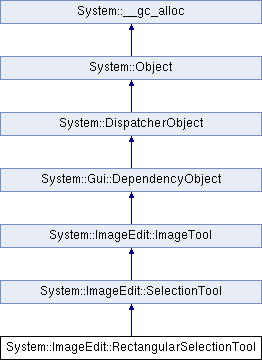 System::__gc_alloc
System::Object
System::DispatcherObject
System::Gui::DependencyObject
System::ImageEdit::ImageTool
System::ImageEdit::SelectionTool
System::ImageEdit::RectangularSelectionTool